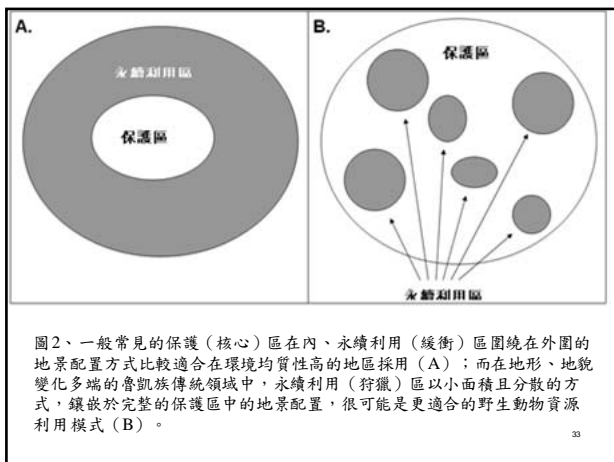 A.
永續利用區
保護區
B.
保護區
永續利用區
圖2、一般常見的保護（核心）區在內、永續利用（緩衝）區圍繞在外圍的
地景配置方式比較適合在環境均質性高的地區採用（A）；而在地形、地貌
變化多端的魯凱族傳統領域中，永續利用（狩獵）區以小面積且分散的方
式，鑲嵌於完整的保護區中的地景配置，很可能是更適合的野生動物資源
利用模式（B）。
33